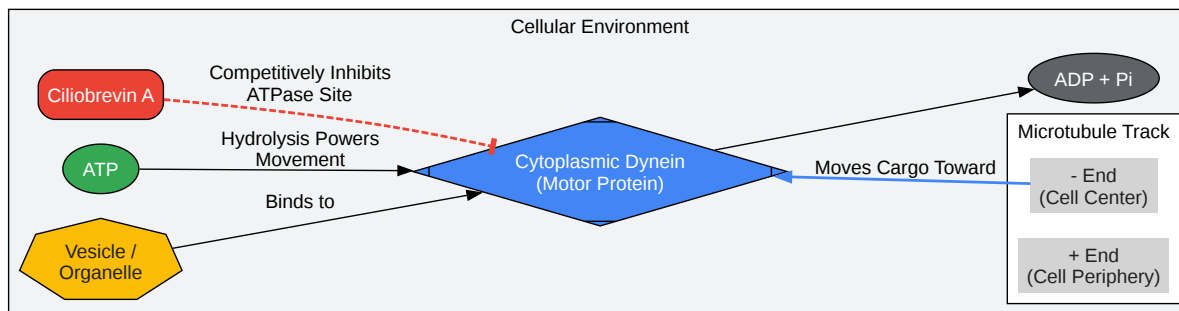 Cellular Environment
Ciliobrevin A
Competitively Inhibits
ATPase Site
ADP + Pi
ATP
Hydrolysis Powers
Movement
Cytoplasmic Dynein
(Motor Protein)
Moves Cargo Toward
Microtubule Track
- End
(Cell Center)
Binds to
Vesicle /
Organelle
+ End
(Cell Periphery)